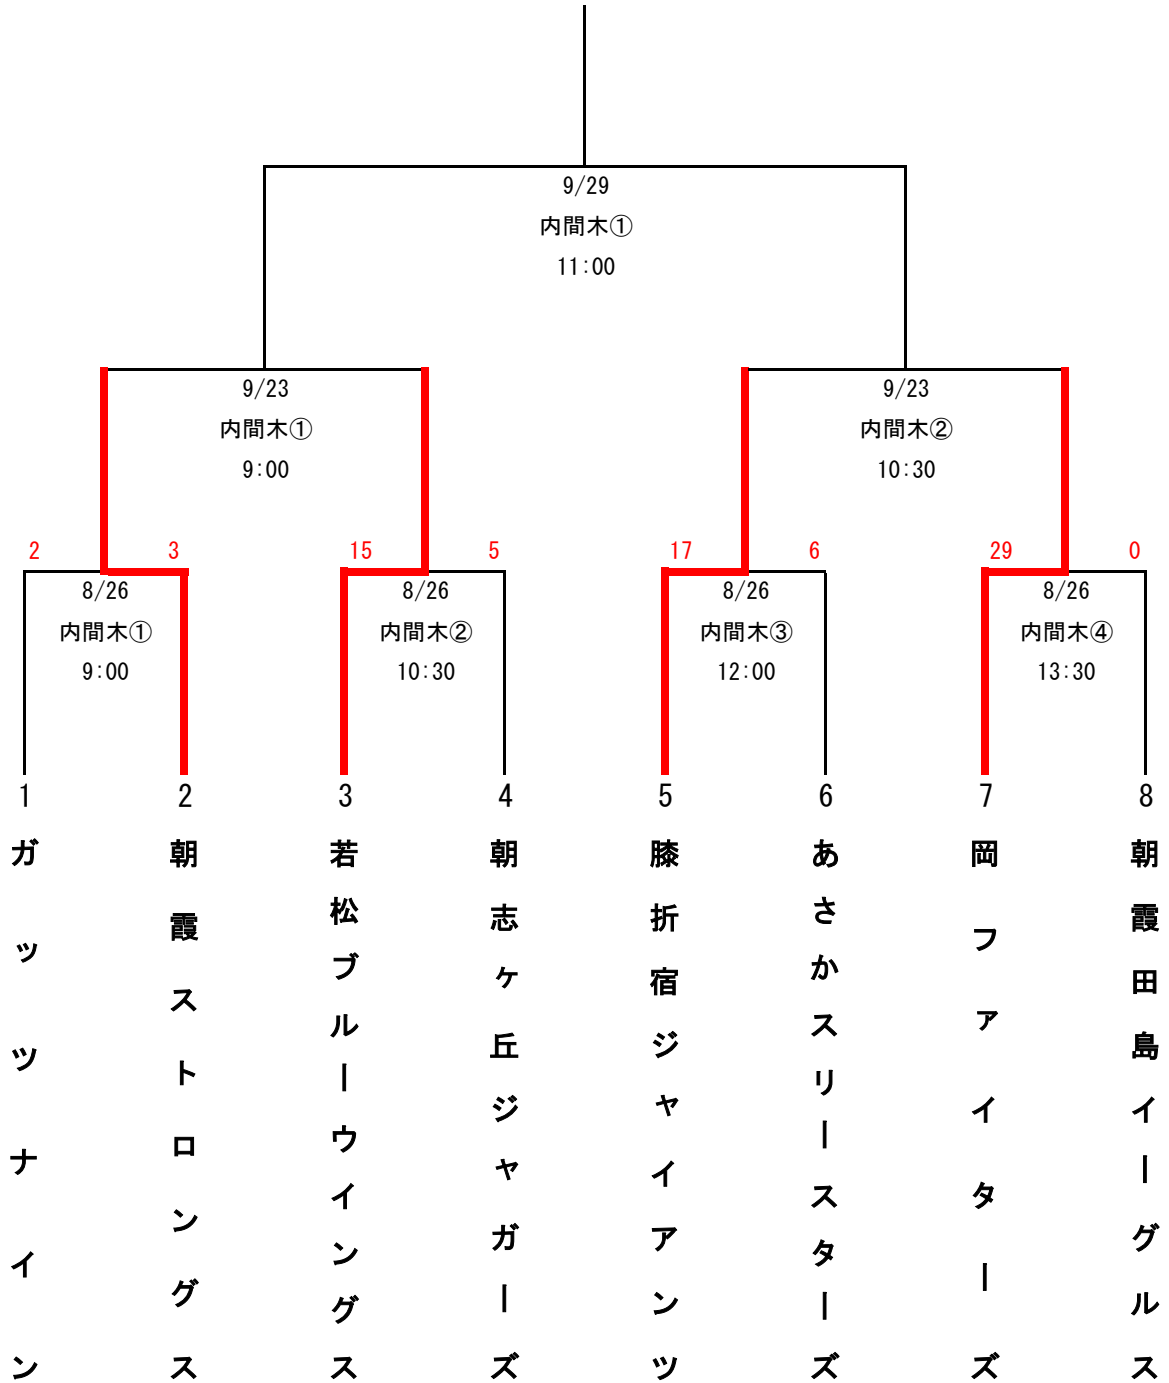 9/29
内間木①
11:00
9/23
内間木①
9:00
9/23
内間木②
10:30
2
3
15
5
17
6
29
0
8/26
内間木①
9:00
8/26
内間木②
10:30
8/26
内間木③
12:00
8/26
内間木④
13:30
1
2
3
4
5
6
7
8
ガッツナイン
朝霞ストロングス
若松ブルーウイングス
朝志ヶ丘ジャガーズ
膝折宿ジャイアンツ
あさかスリースターズ
岡ファイターズ
朝霞田島イーグルス